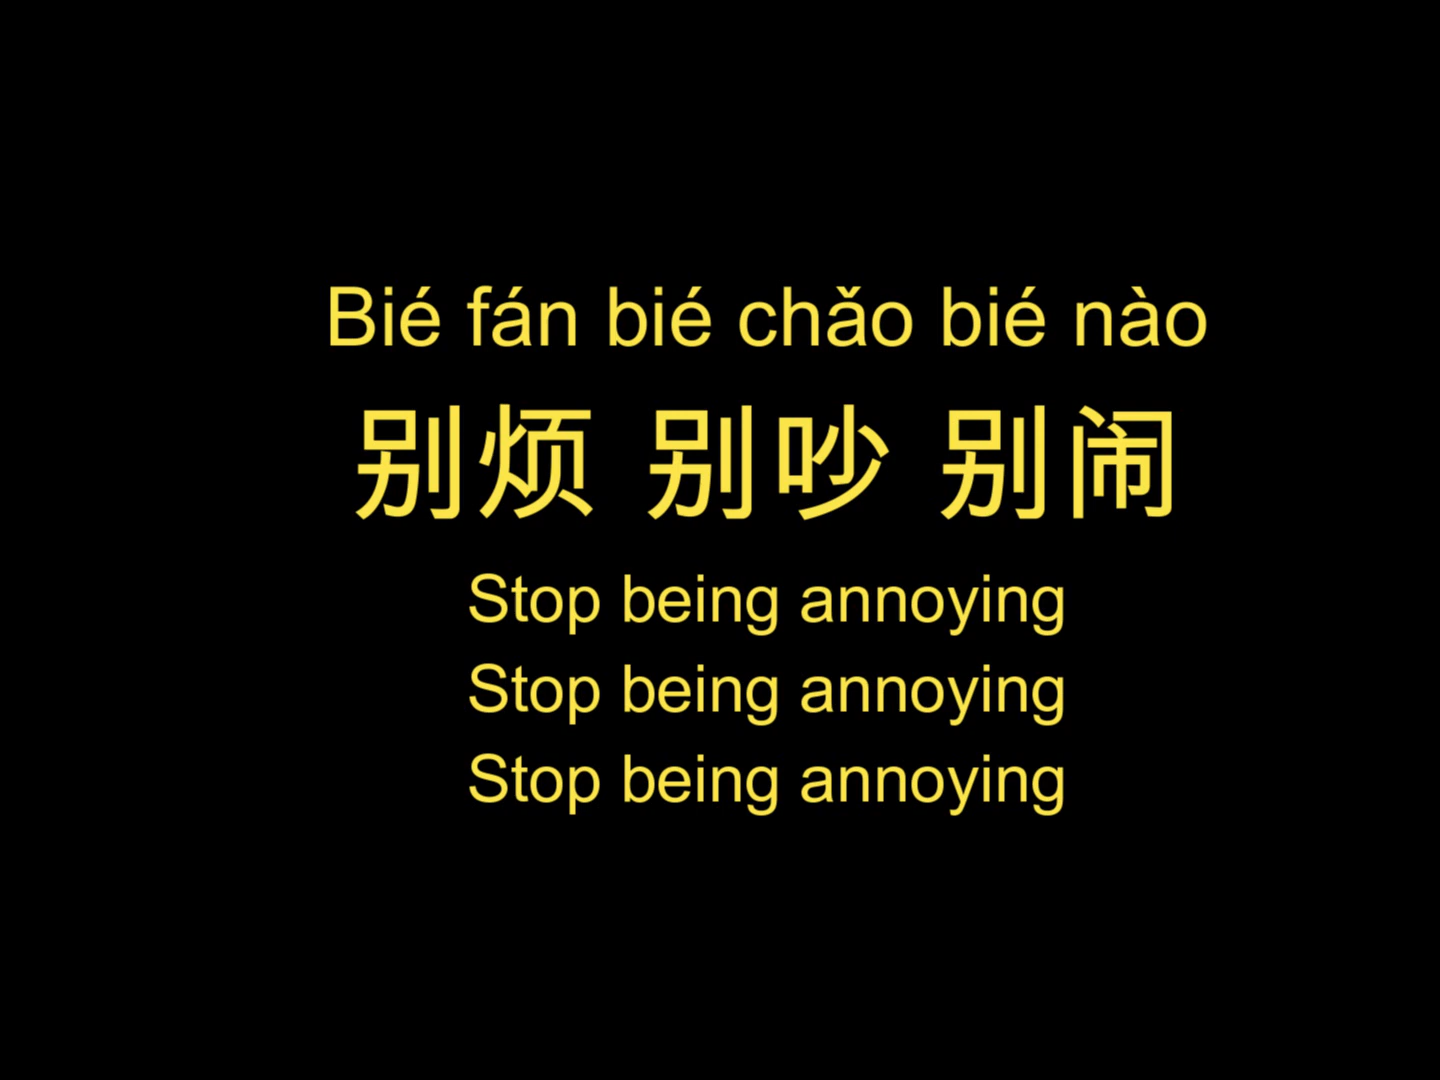 Bié fán bié chǎo bié nào
别烦 别吵 别闹
Stop being annoying
Stop being annoying
Stop being annoying